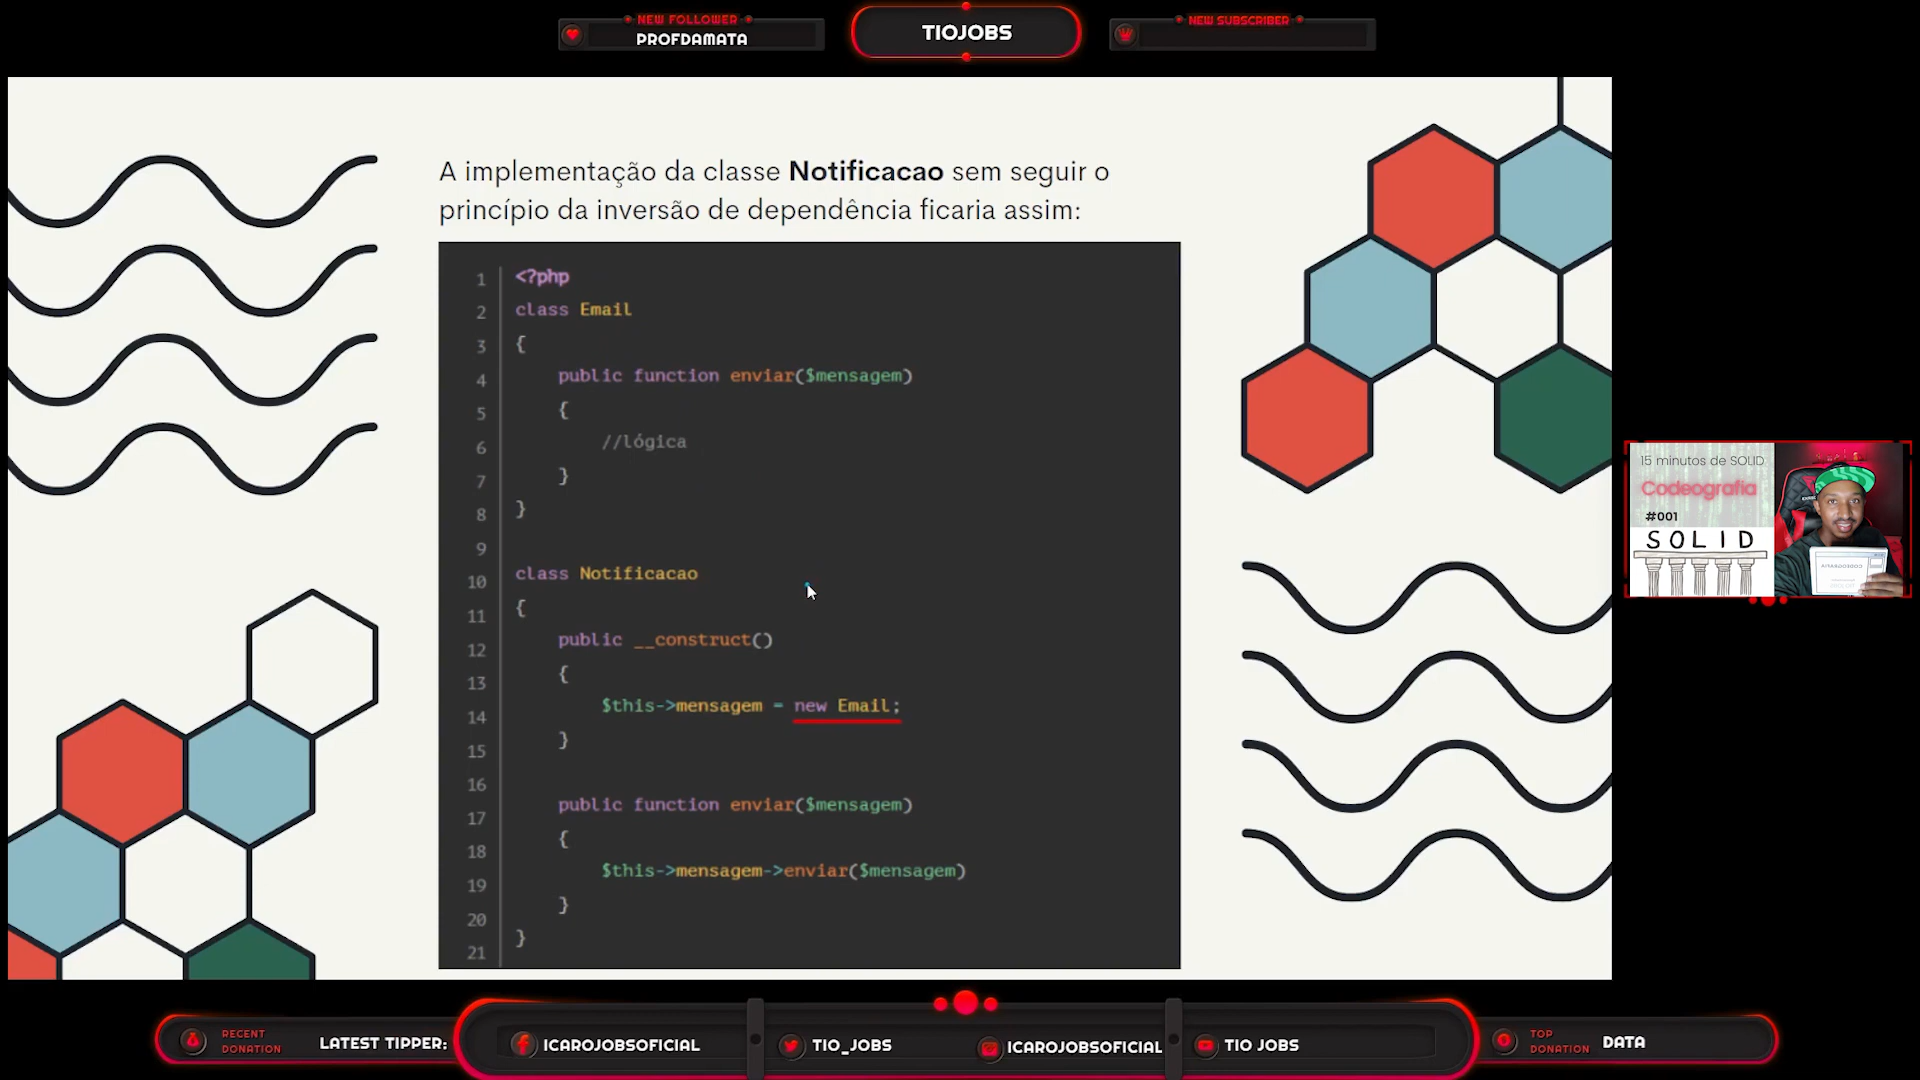 NEW FOLLOWER
PROFDAMATA
TIOJOBS
NEW SUBSCRIBER
A implementação da classe Notificacao sem seguir o
princípio da inversão de dependência ficaria assim:
1 <?php
2 class Email
3 {
4 public function enviar($mensagem)
5 {
6 //lógica
7 }
8 }
9
10 class Notificacao
11 {
12 public __construct()
13 {
14 $this->mensagem = new Email;
15 }
16
17 public function enviar($mensagem)
18 {
19 $this->mensagem->enviar($mensagem)
20 }
21 }
15 minutos de SOLID
Codeografia
#001
SOLID
RECENT
DONATION
LATEST TIPPER:
ICAROJOBSOFICIAL
TIO_JOBS
ICAROJOBSOFICIAL
TIO JOBS
TOP
DONATION
DATA